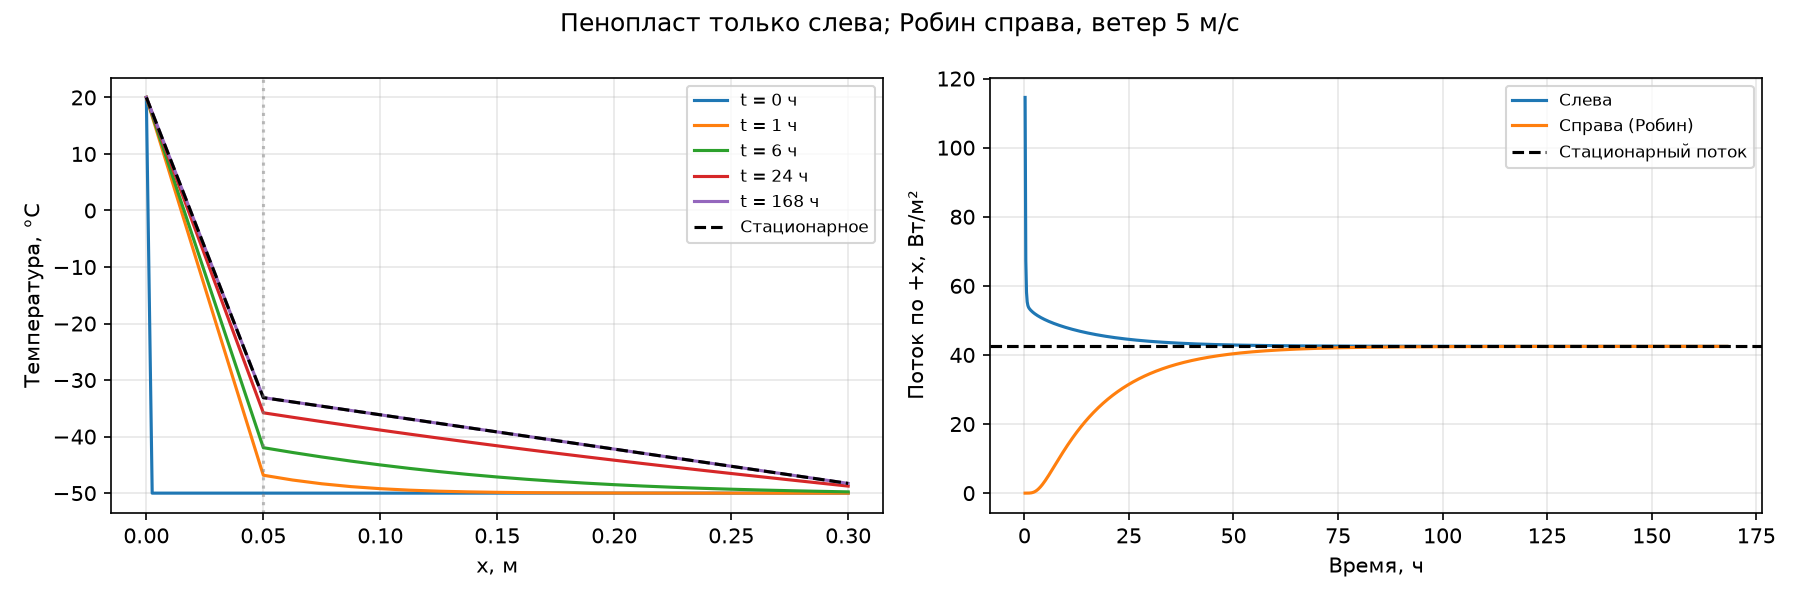 Пенопласт только слева; Робин справа, ветер 5 м/с
Температура, °C
20
10
0
−10
−20
−30
−40
−50
0.00
0.05
0.10
0.15
0.20
0.25
0.30
x, м
t = 0 ч
t = 1 ч
t = 6 ч
t = 24 ч
t = 168 ч
Стационарное
Поток по +x, Вт/м²
120
100
80
60
40
20
0
0
25
50
75
100
125
150
175
Время, ч
Слева
Справа (Робин)
Стационарный поток